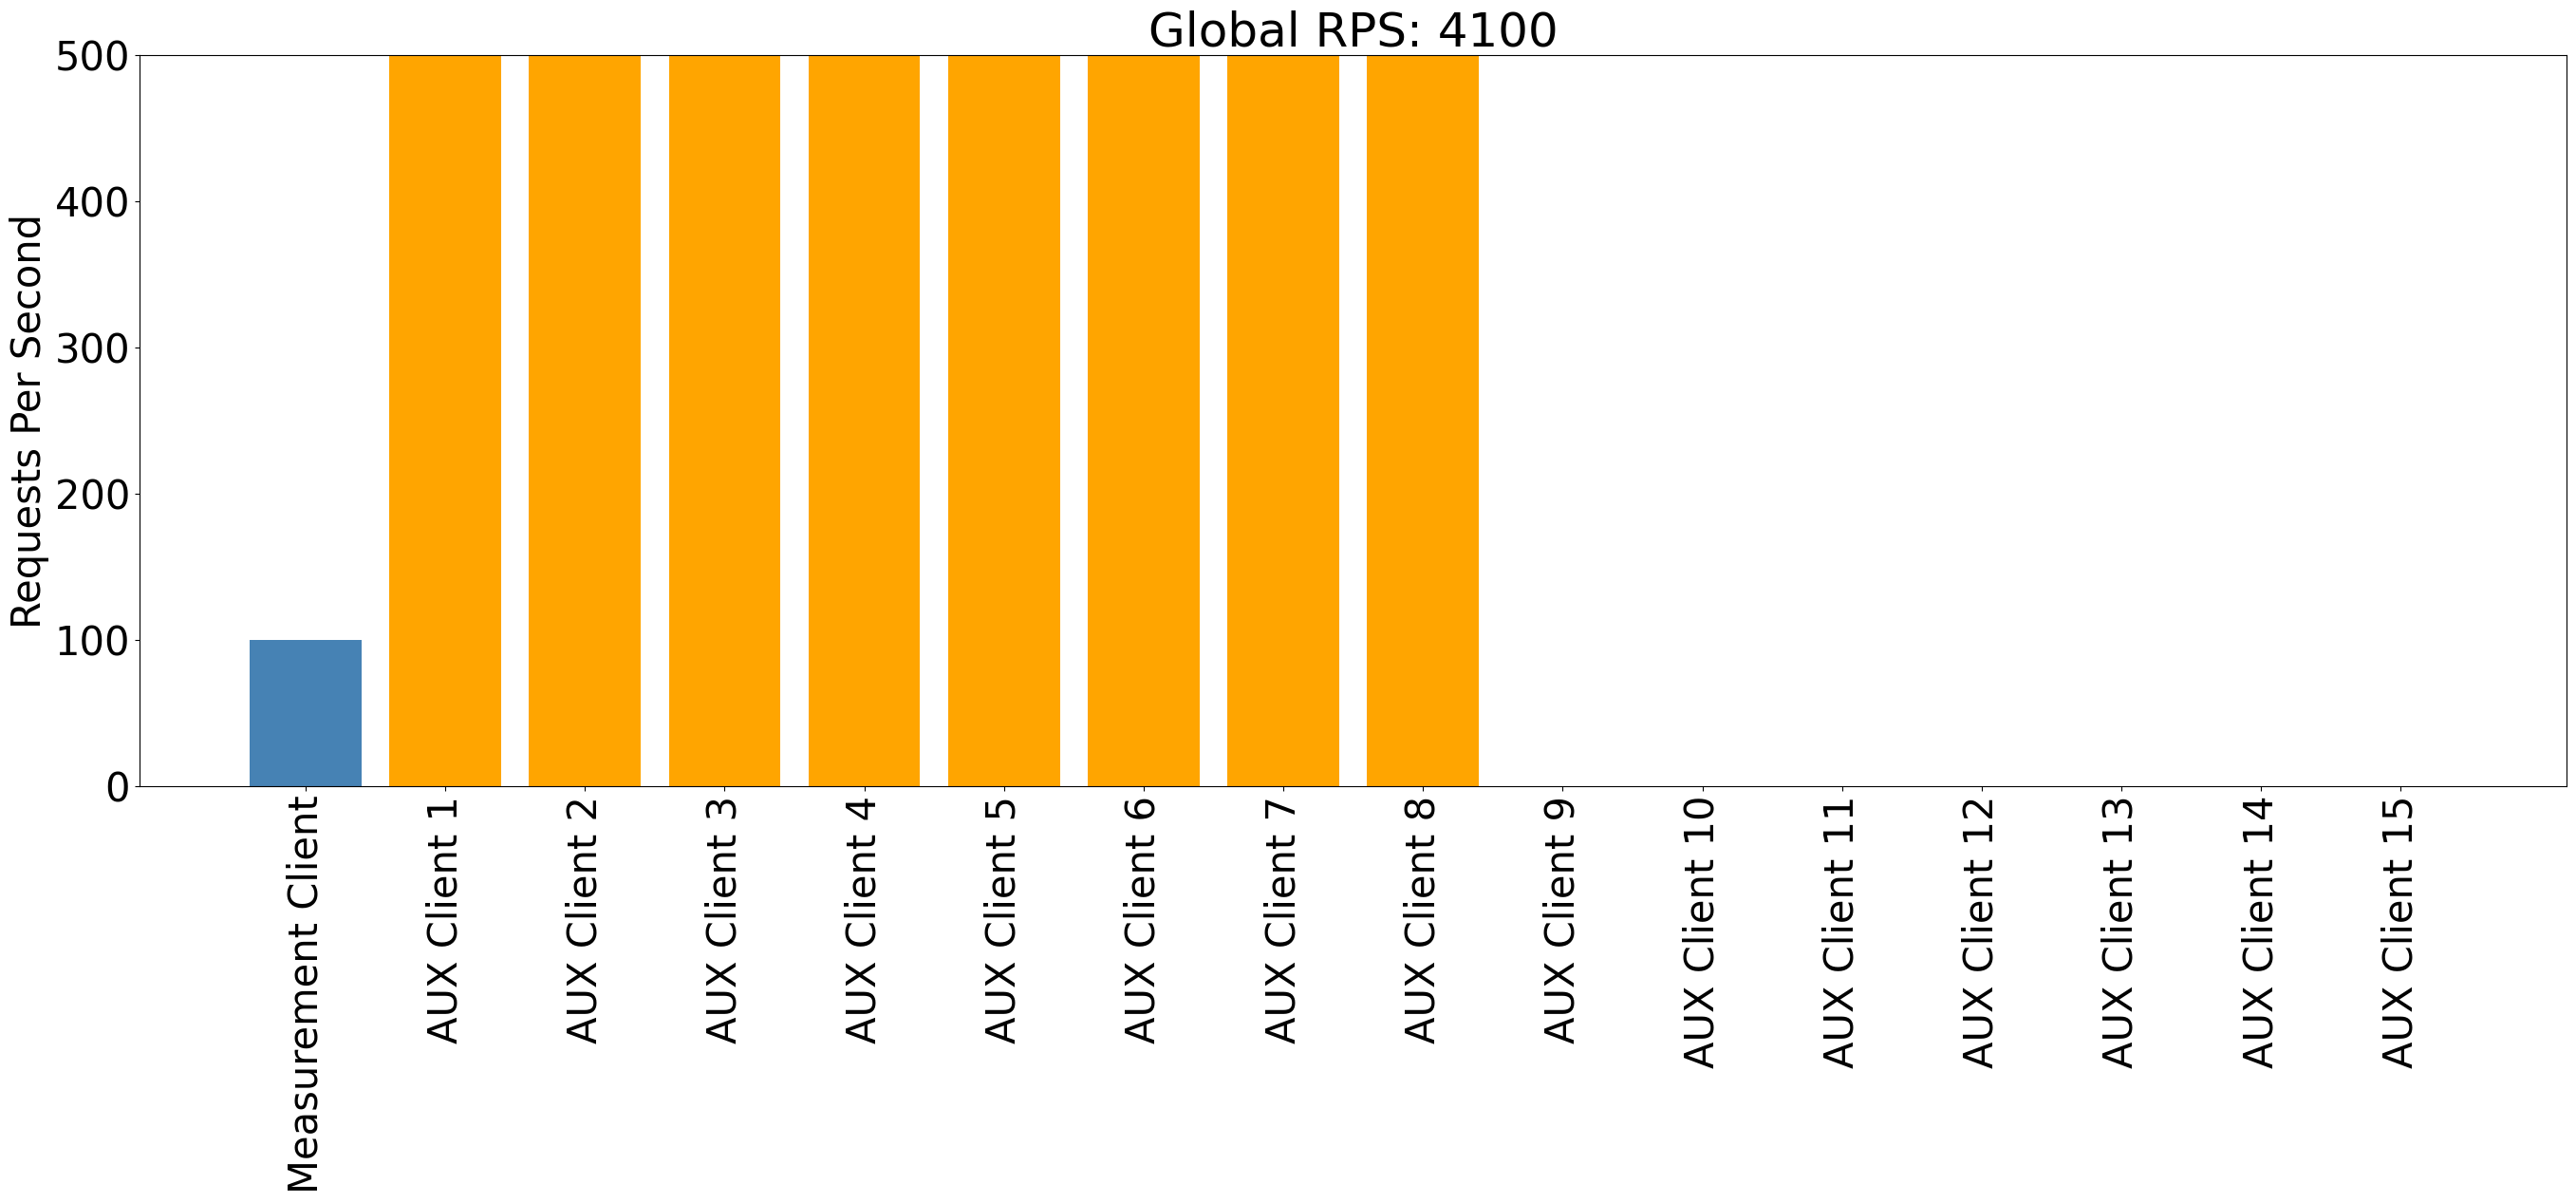 Global RPS: 4100
Requests Per Second
500
400
300
200
100
0
Measurement Client
AUX Client 1
AUX Client 2
AUX Client 3
AUX Client 4
AUX Client 5
AUX Client 6
AUX Client 7
AUX Client 8
AUX Client 9
AUX Client 10
AUX Client 11
AUX Client 12
AUX Client 13
AUX Client 14
AUX Client 15